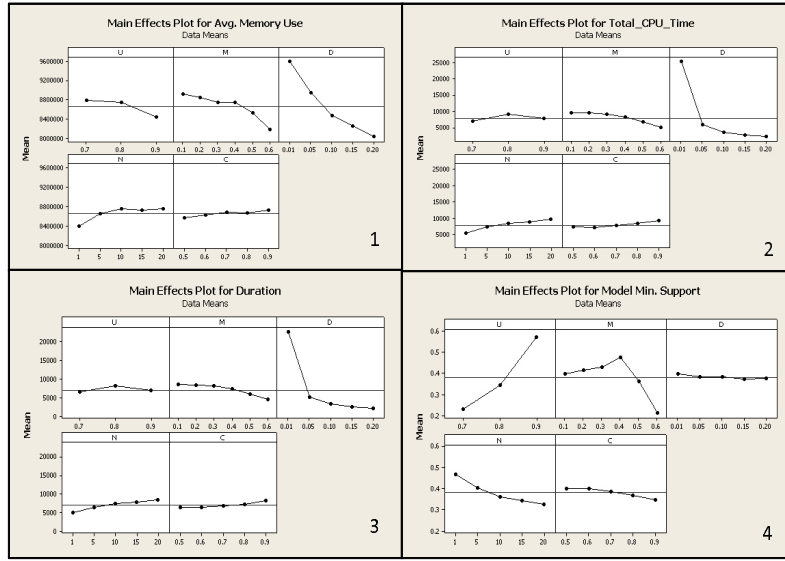 Main Effects Plot for Avg. Memory Use
Data Means
U M D
9600000
9200000
8800000
8400000
8000000
0.7 0.8 0.9 0.1 0.2 0.3 0.4 0.5 0.6 0.01 0.05 0.10 0.15 0.20
Mean
N C
9600000
9200000
8800000
8400000
8000000
1 5 10 15 20 0.5 0.6 0.7 0.8 0.9
1
Main Effects Plot for Total_CPU_Time
Data Means
U M D
25000
20000
15000
10000
5000
0.7 0.8 0.9 0.1 0.2 0.3 0.4 0.5 0.6 0.01 0.05 0.10 0.15 0.20
Mean
N C
25000
20000
15000
10000
5000
1 5 10 15 20 0.5 0.6 0.7 0.8 0.9
2
Main Effects Plot for Duration
Data Means
U M D
20000
15000
10000
5000
0
0.7 0.8 0.9 0.1 0.2 0.3 0.4 0.5 0.6 0.01 0.05 0.10 0.15 0.20
Mean
N C
20000
15000
10000
5000
0
1 5 10 15 20 0.5 0.6 0.7 0.8 0.9
3
Main Effects Plot for Model Min. Support
Data Means
U M D
0.6
0.5
0.4
0.3
0.2
0.7 0.8 0.9 0.1 0.2 0.3 0.4 0.5 0.6 0.01 0.05 0.10 0.15 0.20
Mean
N C
0.6
0.5
0.4
0.3
0.2
1 5 10 15 20 0.5 0.6 0.7 0.8 0.9
4